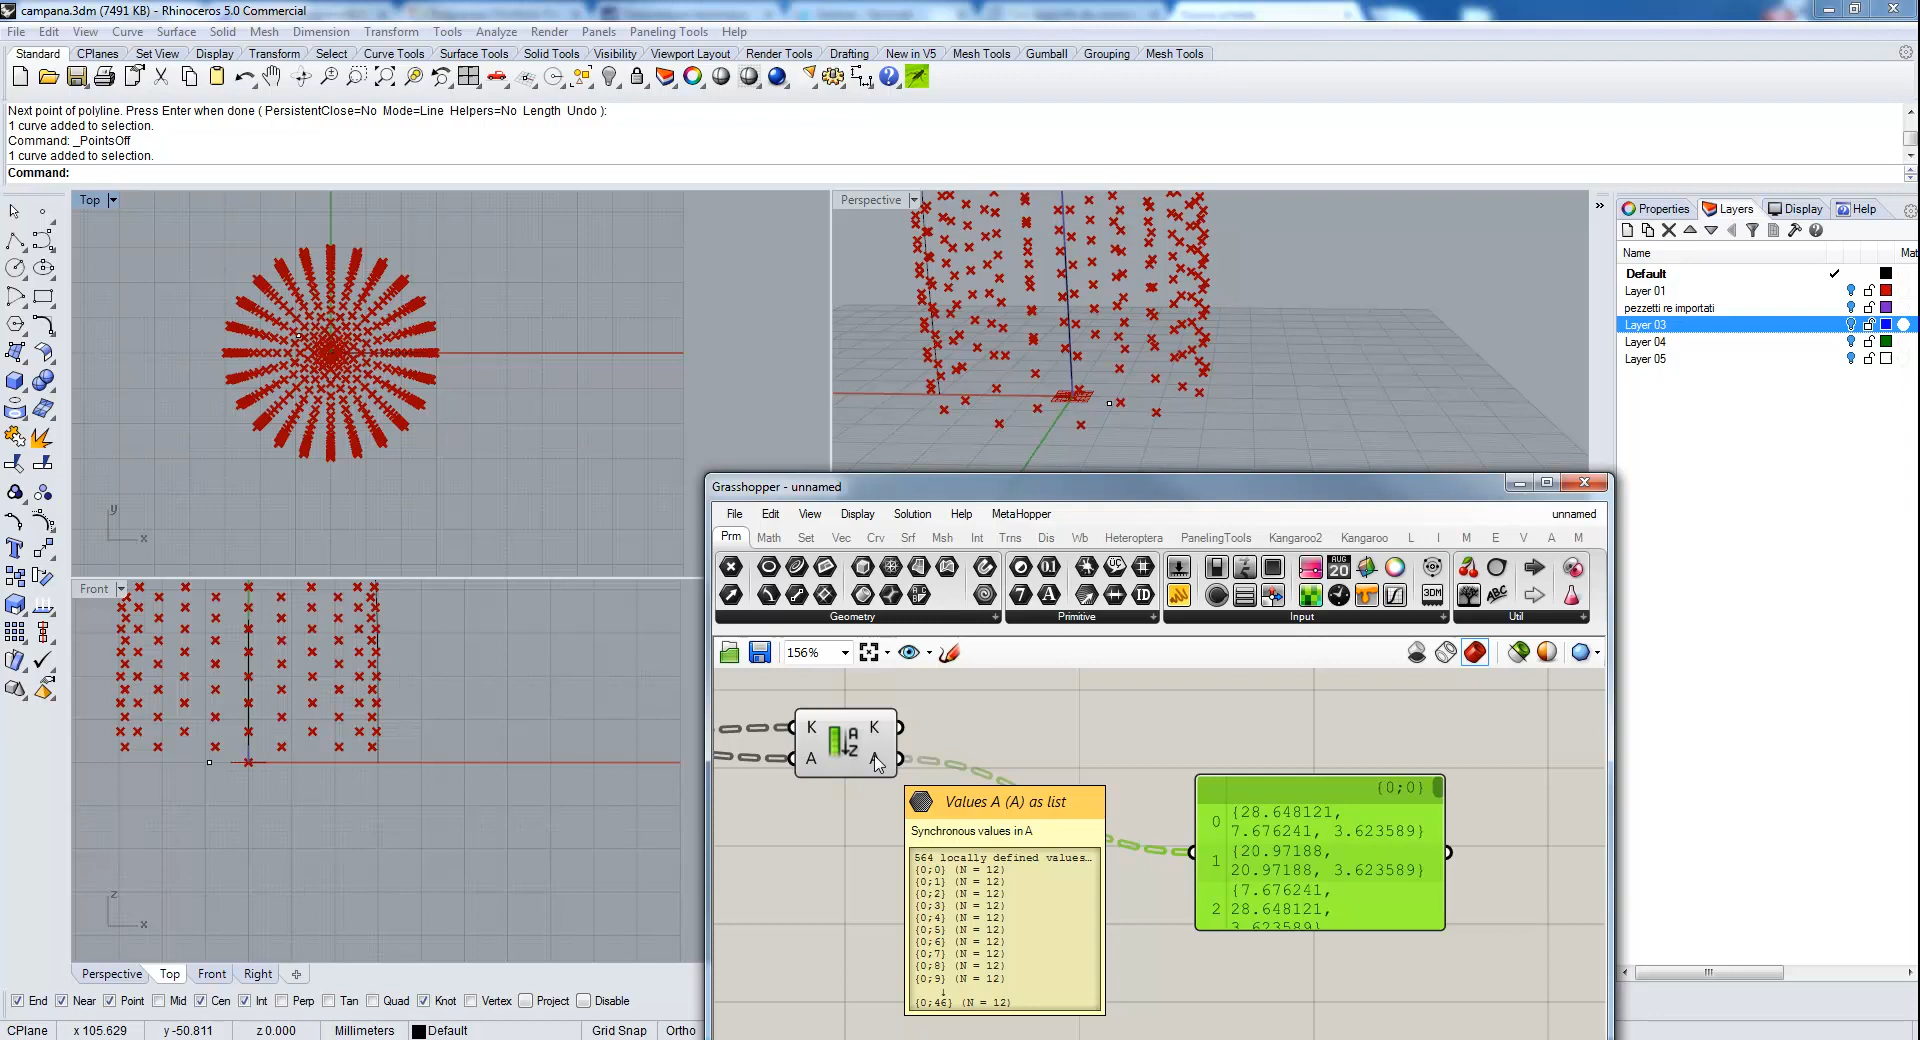 campana.3dm (7491 KB) - Rhinoceros 5.0 Commercial
File Edit View Curve Surface Solid Mesh Dimension Transform Tools Analyze Render Panels Paneling Tools Help
Standard CPlanes Set View Display Transform Select Curve Tools Surface Tools Solid Tools Visibility Viewport Layout Render Tools Drafting New in V5 Mesh Tools Gumball Grouping Mesh Tools
Next point of polyline. Press Enter when done ( PersistentClose=No Mode=Line Helpers=No Length Undo ):
1 curve added to selection.
Command: _PointsOff
1 curve added to selection.
Command:
Top
Perspective
Properties Layers Display Help
Name Mat
Default
Layer 01
pezzetti re importati
Layer 03
Layer 04
Layer 05
y
x
Front
z
x
Grasshopper - unnamed
File Edit View Display Solution Help MetaHopper unnamed
Prm Math Set Vec Crv Srf Msh Int Trns Dis Wb Heteroptera PanelingTools Kangaroo2 Kangaroo L I M E V A M
AUG
20
3DM
ABC
ID
Geometry Primitive Input Util
156%
K A K
A Z A
Values A (A) as list
Synchronous values in A
564 locally defined values...
{0;0} (N = 12)
{0;1} (N = 12)
{0;2} (N = 12)
{0;3} (N = 12)
{0;4} (N = 12)
{0;5} (N = 12)
{0;6} (N = 12)
{0;7} (N = 12)
{0;8} (N = 12)
{0;9} (N = 12)
{0;46} (N = 12)
{0;0}
0 {28.648121,
7.676241, 3.623589}
1 {20.97188,
20.97188, 3.623589}
2 {7.676241,
28.648121,
3.623589}
Perspective Top Front Right
End Near Point Mid Cen Int Perp Tan Quad Knot Vertex Project Disable
CPlane x 105.629 y -50.811 z 0.000 Millimeters Default Grid Snap Ortho